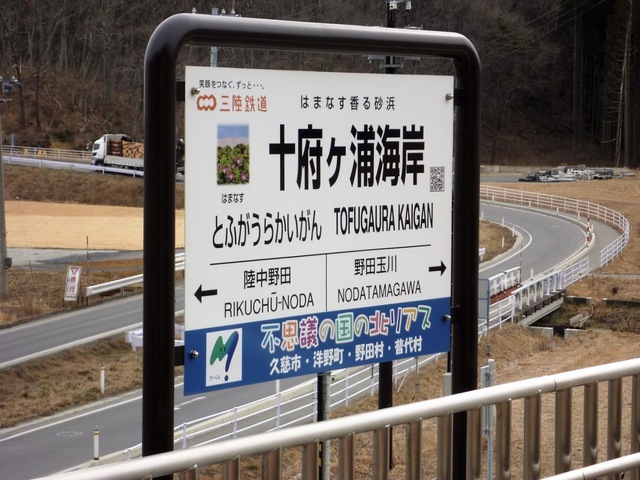 笑顔をつなぐ、ずっと・・・。
三陸鉄道
はまなす香る砂浜
十府ヶ浦海岸
はまなす
とふがうらかいがん TOFUGAURA KAIGAN
陸中野田 野田玉川
RIKUCHŪ-NODA NODATAMAGAWA
不思議の国の北リアス
久慈市・洋野町・野田村・普代村